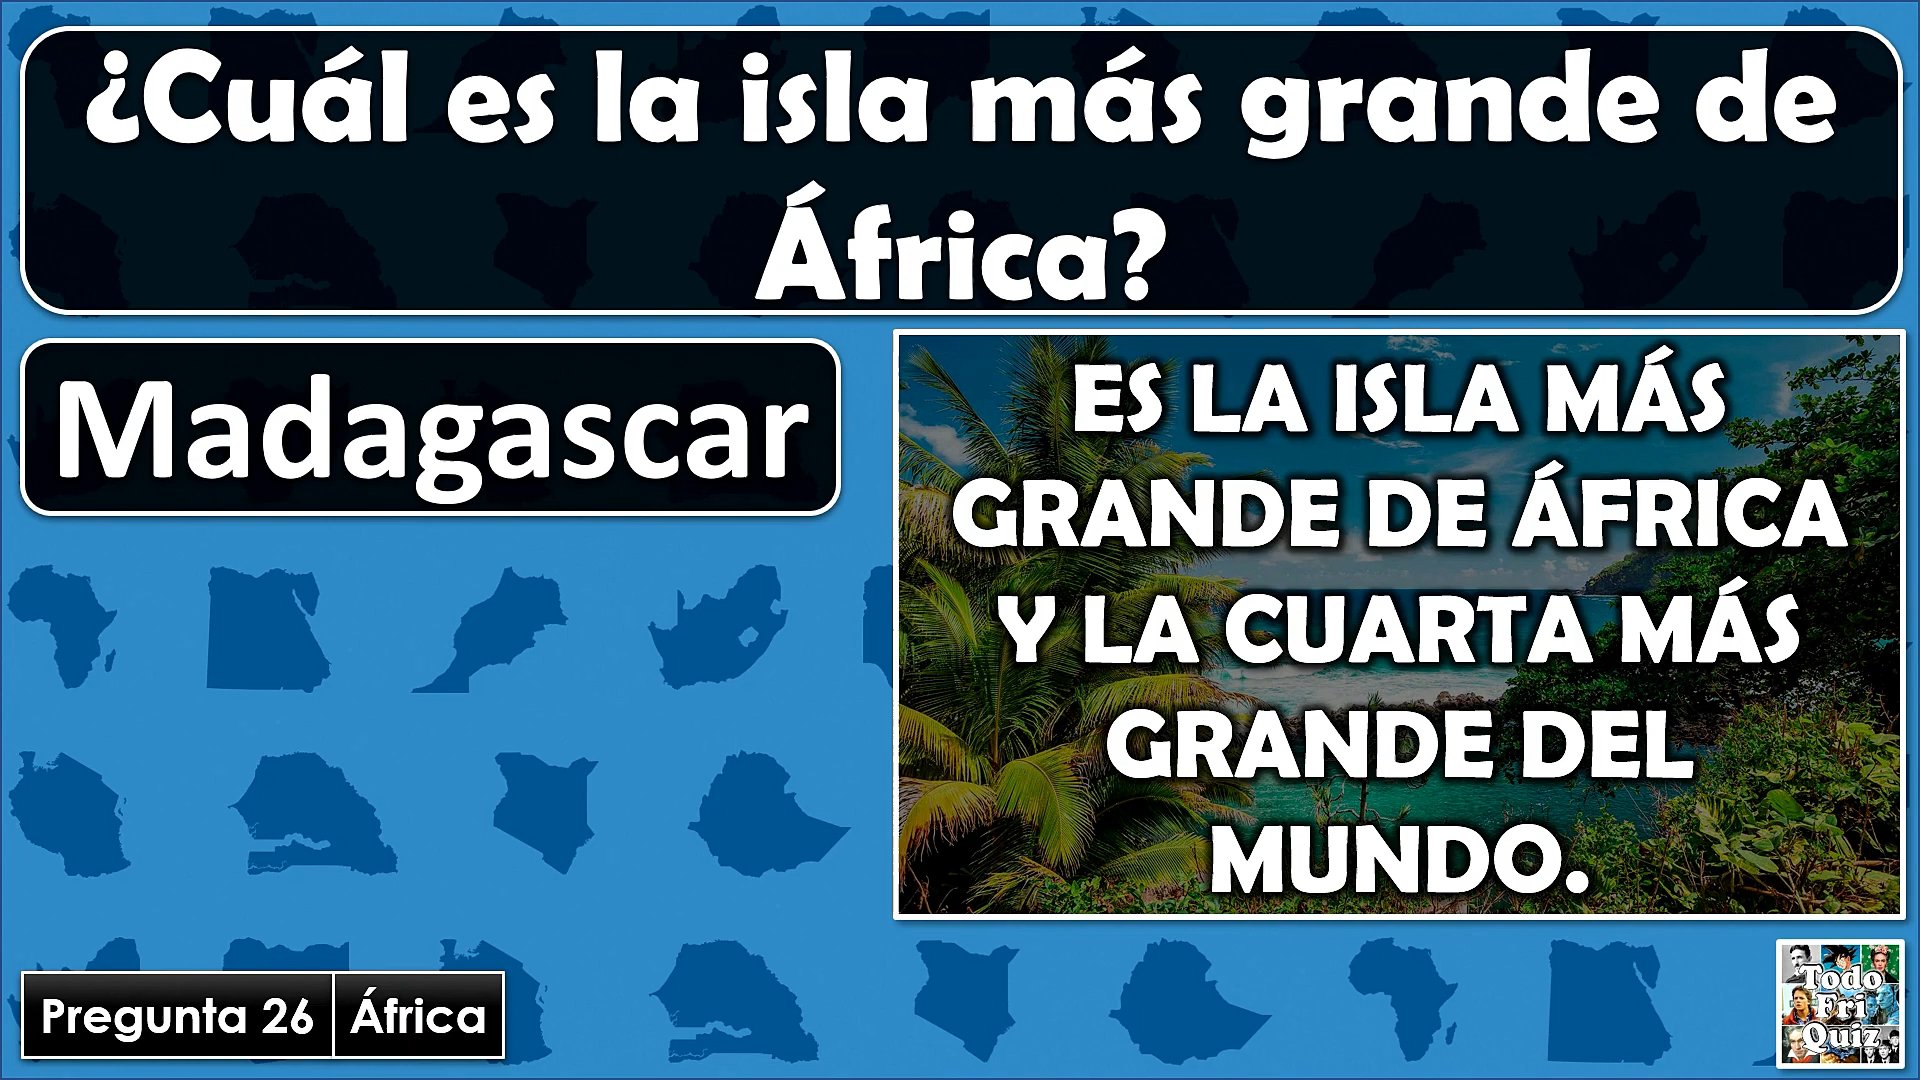 ¿Cuál es la isla más grande de
África?
Madagascar
ES LA ISLA MÁS
GRANDE DE ÁFRICA
Y LA CUARTA MÁS
GRANDE DEL
MUNDO.
Pregunta 26 África
Todo
Fri
Quiz